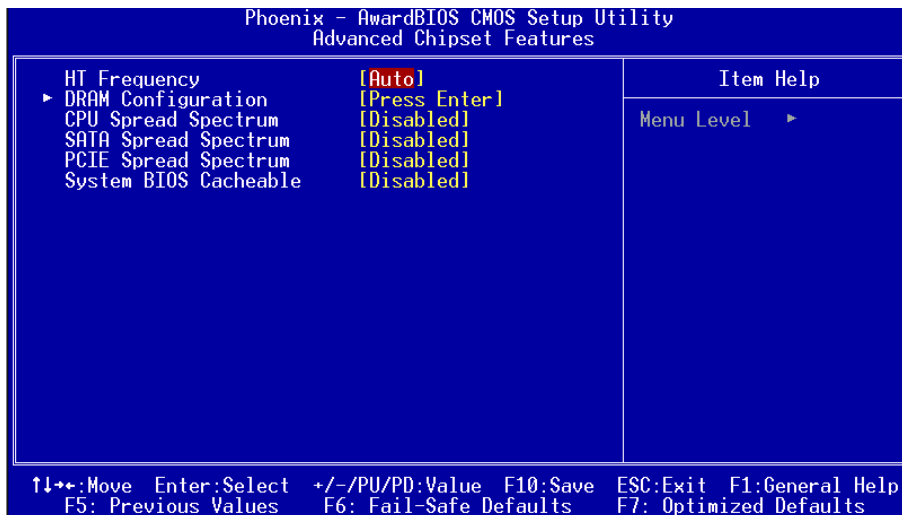 Phoenix - AwardBIOS CMOS Setup Utility
Advanced Chipset Features
HT Frequency [Auto]
► DRAM Configuration [Press Enter]
CPU Spread Spectrum [Disabled]
SATA Spread Spectrum [Disabled]
PCIE Spread Spectrum [Disabled]
System BIOS Cacheable [Disabled]
Item Help
Menu Level ►
↑↓→←:Move Enter:Select +/-/PU/PD:Value F10:Save ESC:Exit F1:General Help
F5: Previous Values F6: Fail-Safe Defaults F7: Optimized Defaults